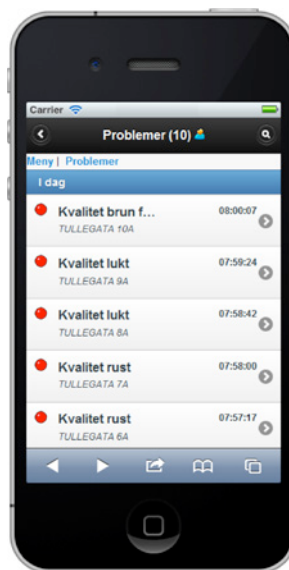 Carrier
Problemer (10)
Meny | Problemer
I dag
Kvalitet brun f...
08:00:07
TULLEGATA 10A
Kvalitet lukt
07:59:24
TULLEGATA 9A
Kvalitet lukt
07:58:42
TULLEGATA 8A
Kvalitet rust
07:58:00
TULLEGATA 7A
Kvalitet rust
07:57:17
TULLEGATA 6A